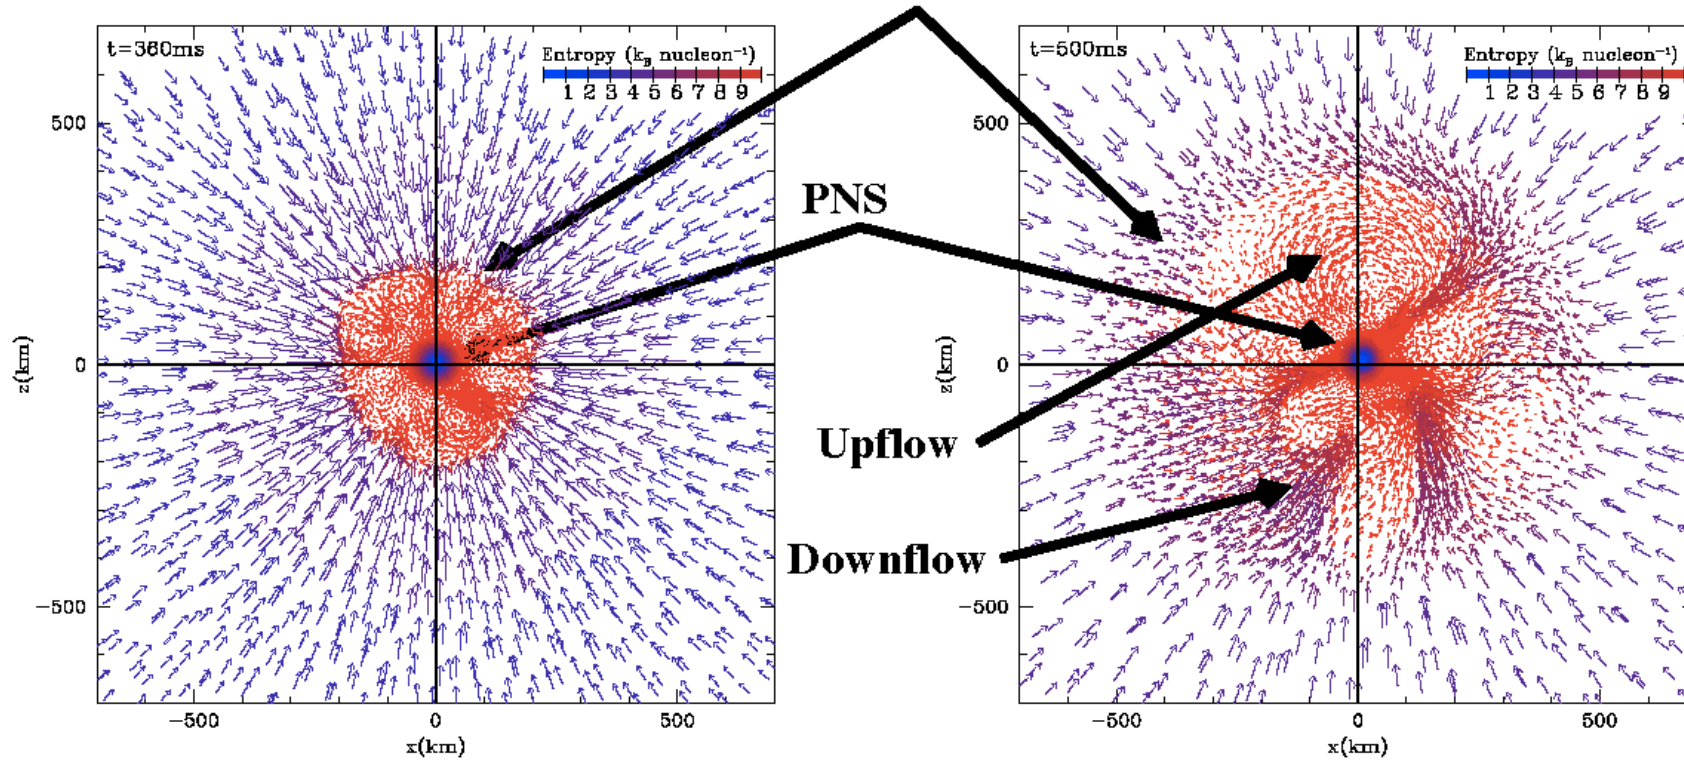 t=360ms
Entropy (k_B nucleon⁻¹)
1 2 3 4 5 6 7 8 9
500
0
−500
z(km)
−500 0 500
x(km)
PNS
Upflow
Downflow
t=500ms
Entropy (k_B nucleon⁻¹)
1 2 3 4 5 6 7 8 9
500
0
−500
z(km)
−500 0 500
x(km)